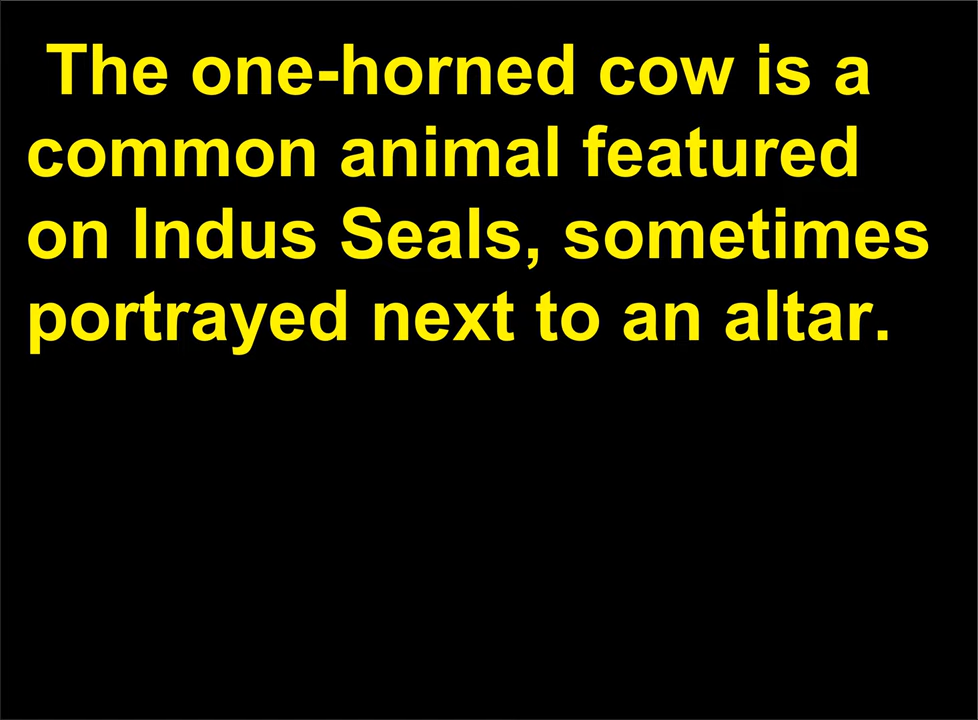 The one-horned cow is a
common animal featured
on Indus Seals, sometimes
portrayed next to an altar.